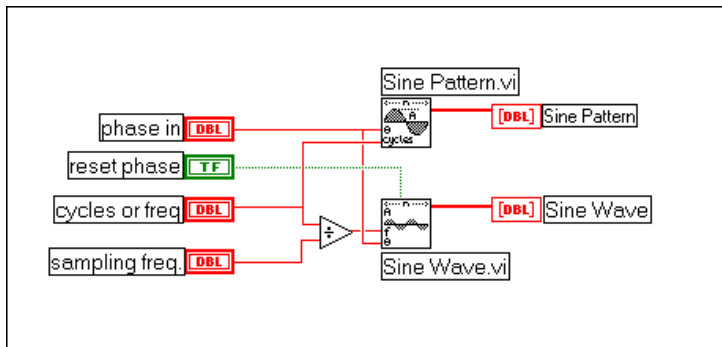 Sine Pattern.vi
n
A
θ
cycles
phase in DBL
[DBL] Sine Pattern
reset phase TF
cycles or freq DBL
n
A
f
θ
[DBL] Sine Wave
÷
sampling freq. DBL
Sine Wave.vi